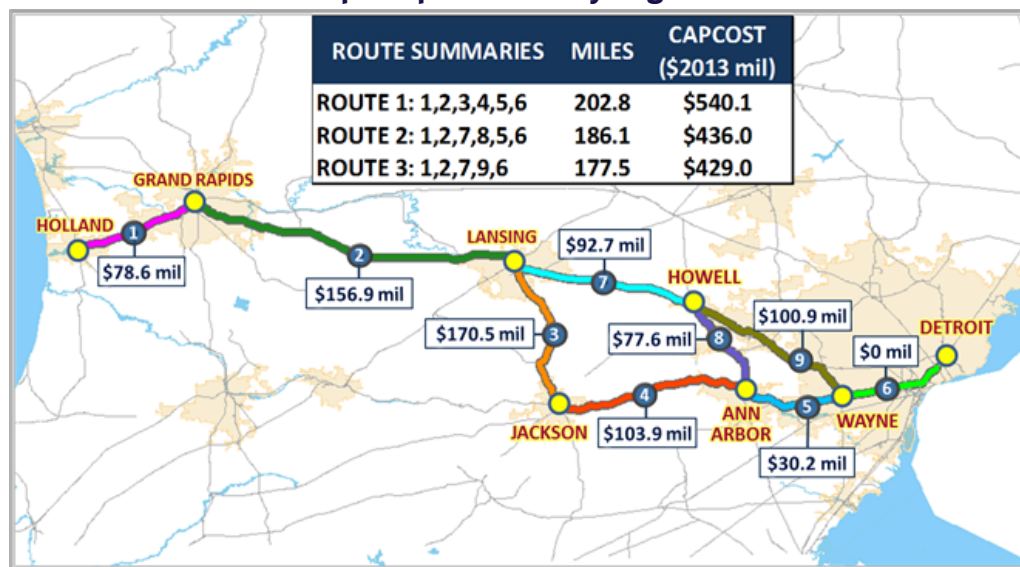 ROUTE SUMMARIES MILES CAPCOST ($2013 mil)
ROUTE 1: 1,2,3,4,5,6 202.8 $540.1
ROUTE 2: 1,2,7,8,5,6 186.1 $436.0
ROUTE 3: 1,2,7,9,6 177.5 $429.0
GRAND RAPIDS
HOLLAND
1
$78.6 mil
2
$156.9 mil
LANSING
$92.7 mil
7
HOWELL
$100.9 mil
DETROIT
$170.5 mil
3
$77.6 mil
8
9
$0 mil
6
JACKSON
4
$103.9 mil
ANN
ARBOR
5
WAYNE
$30.2 mil